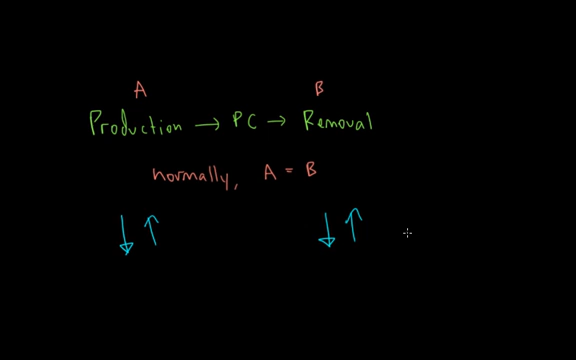 A B
Production → PC → Removal
normally, A = B
↓ ↑ ↓ ↑